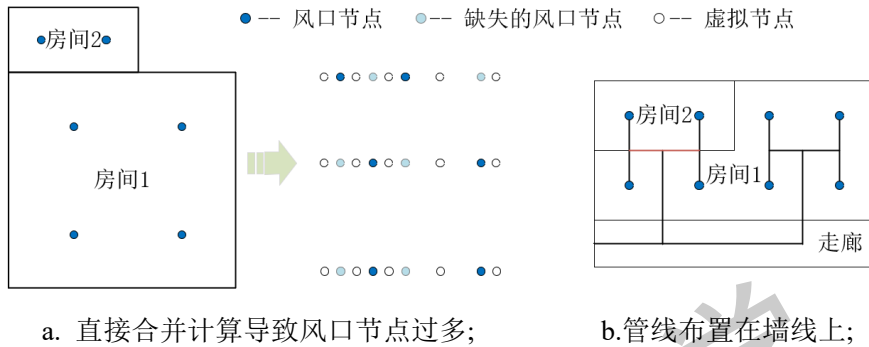 -- 风口节点 -- 缺失的风口节点 -- 虚拟节点
房间2
房间1
房间2
房间1
走廊
a. 直接合并计算导致风口节点过多;
b.管线布置在墙线上;